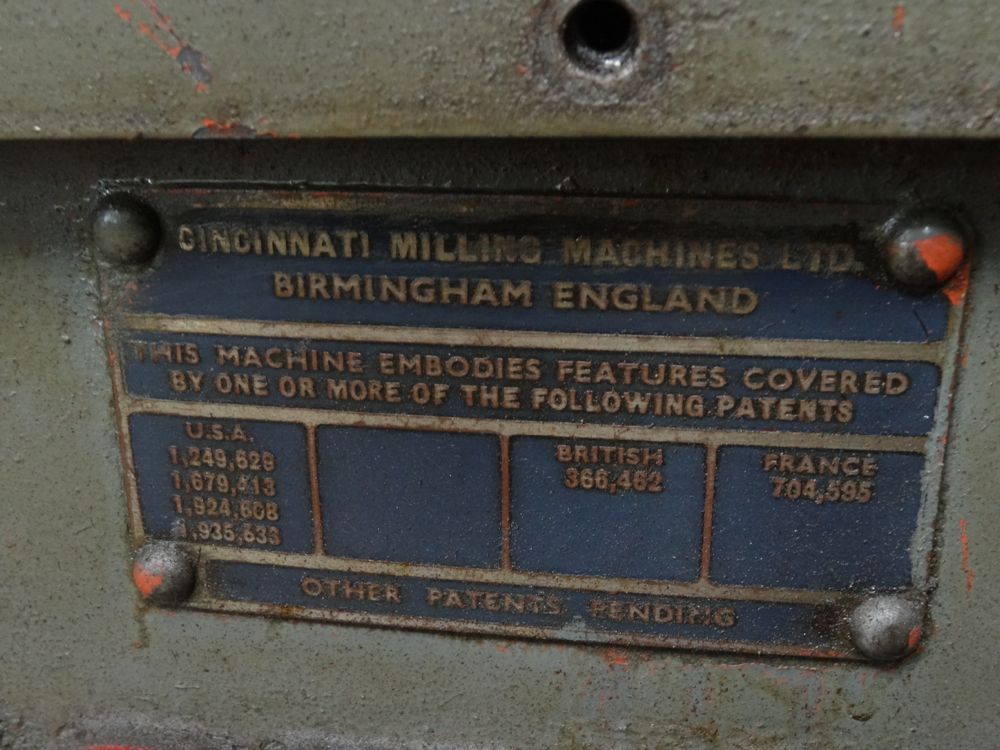 CINCINNATI MILLING MACHINES LTD.
BIRMINGHAM ENGLAND
THIS MACHINE EMBODIES FEATURES COVERED
BY ONE OR MORE OF THE FOLLOWING PATENTS
U.S.A.
1,249,629
1,679,413
1,924,608
1,935,533
BRITISH
366,462
FRANCE
704,595
OTHER PATENTS PENDING